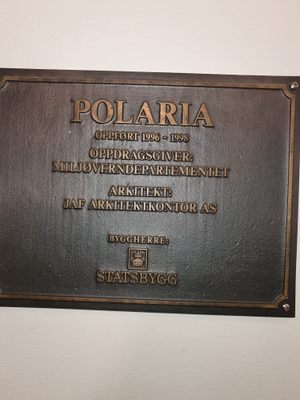 POLARIA
OPPFØRT 1996 - 1998
OPPDRAGSGIVER:
MILJØVERNDEPARTEMENTET
ARKITEKT:
JAF ARKITEKTKONTOR AS
BYGGHERRE:
STATSBYGG